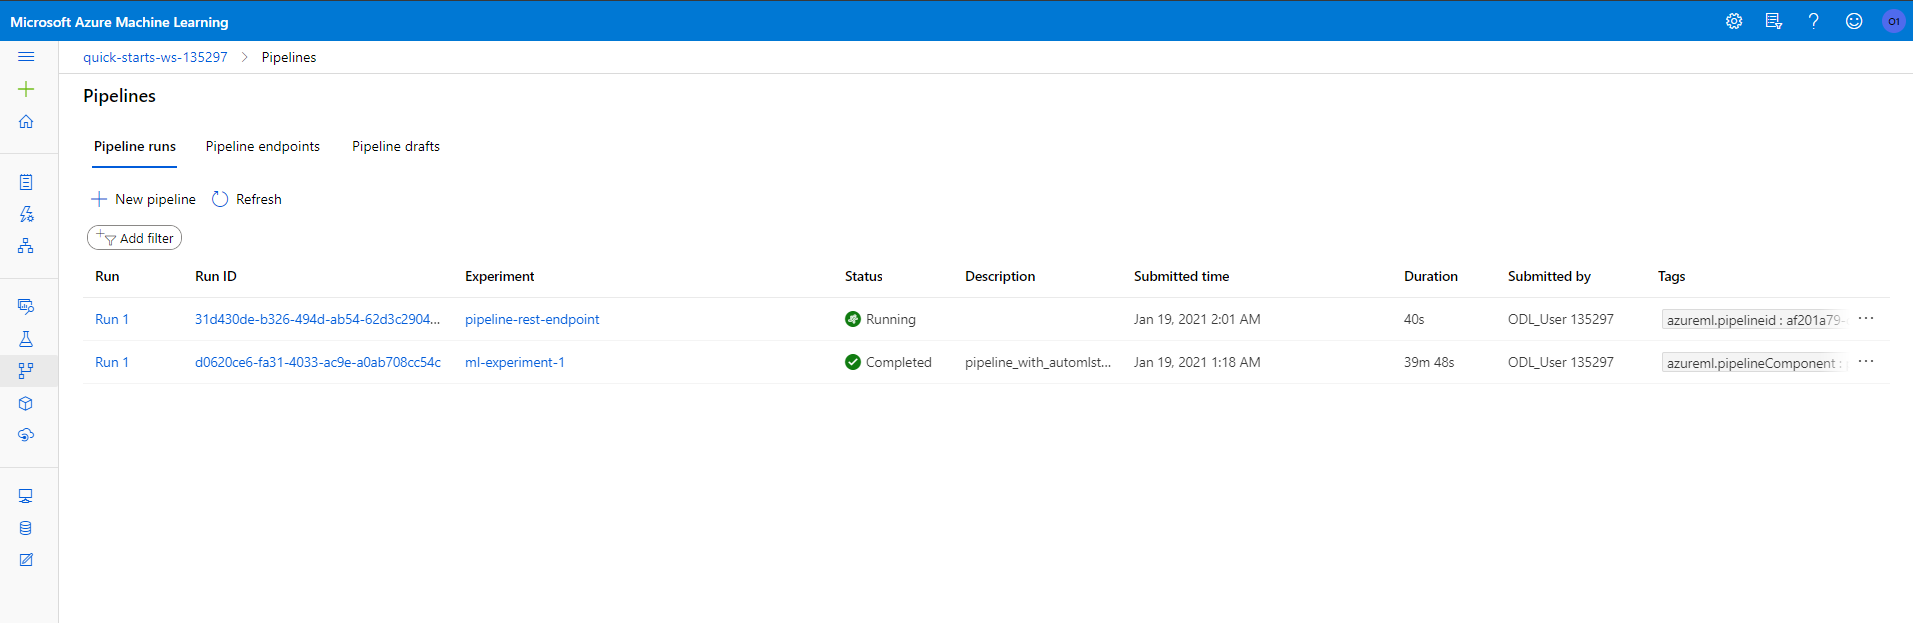 Microsoft Azure Machine Learning
O1
quick-starts-ws-135297 > Pipelines
Pipelines
Pipeline runs Pipeline endpoints Pipeline drafts
New pipeline Refresh
Add filter
Run Run ID Experiment Status Description Submitted time Duration Submitted by Tags
Run 1 31d430de-b326-494d-ab54-62d3c2904... pipeline-rest-endpoint Running Jan 19, 2021 2:01 AM 40s ODL_User 135297 azureml.pipelineid : af201a79- ...
Run 1 d0620ce6-fa31-4033-ac9e-a0ab708cc54c ml-experiment-1 Completed pipeline_with_automlst... Jan 19, 2021 1:18 AM 39m 48s ODL_User 135297 azureml.pipelineComponent : ...